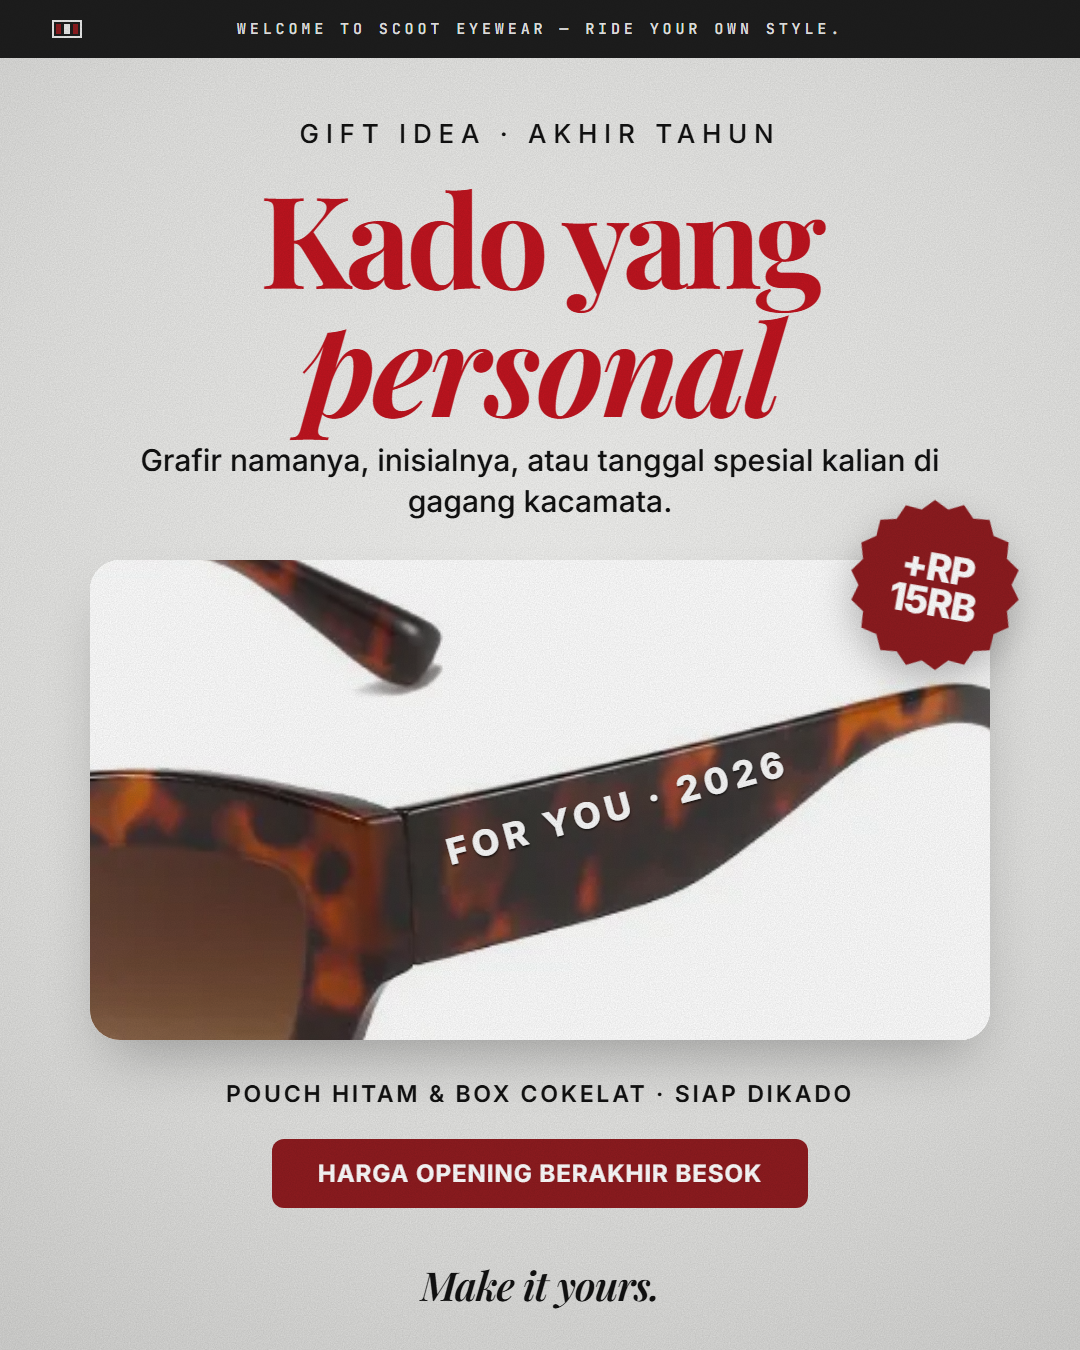 WELCOME TO SCOOT EYEWEAR — RIDE YOUR OWN STYLE.
GIFT IDEA · AKHIR TAHUN
Kado yang
personal
Grafir namanya, inisialnya, atau tanggal spesial kalian di
gagang kacamata.
+RP
15RB
FOR YOU · 2026
POUCH HITAM & BOX COKELAT · SIAP DIKADO
HARGA OPENING BERAKHIR BESOK
Make it yours.